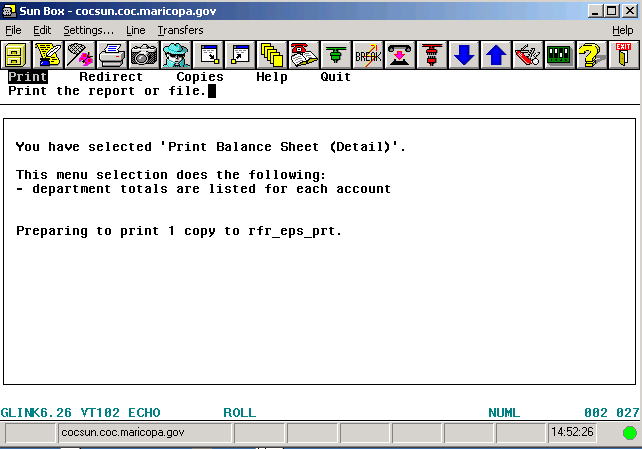 Sun Box - cocsun.coc.maricopa.gov
File Edit Settings... Line Transfers Help
BREAK EXIT
Print Redirect Copies Help Quit
Print the report or file.
You have selected 'Print Balance Sheet (Detail)'.
This menu selection does the following:
- department totals are listed for each account
Preparing to print 1 copy to rfr_eps_prt.
GLINK6.26 VT102 ECHO ROLL NUML 002 027
cocsun.coc.maricopa.gov 14:52:26